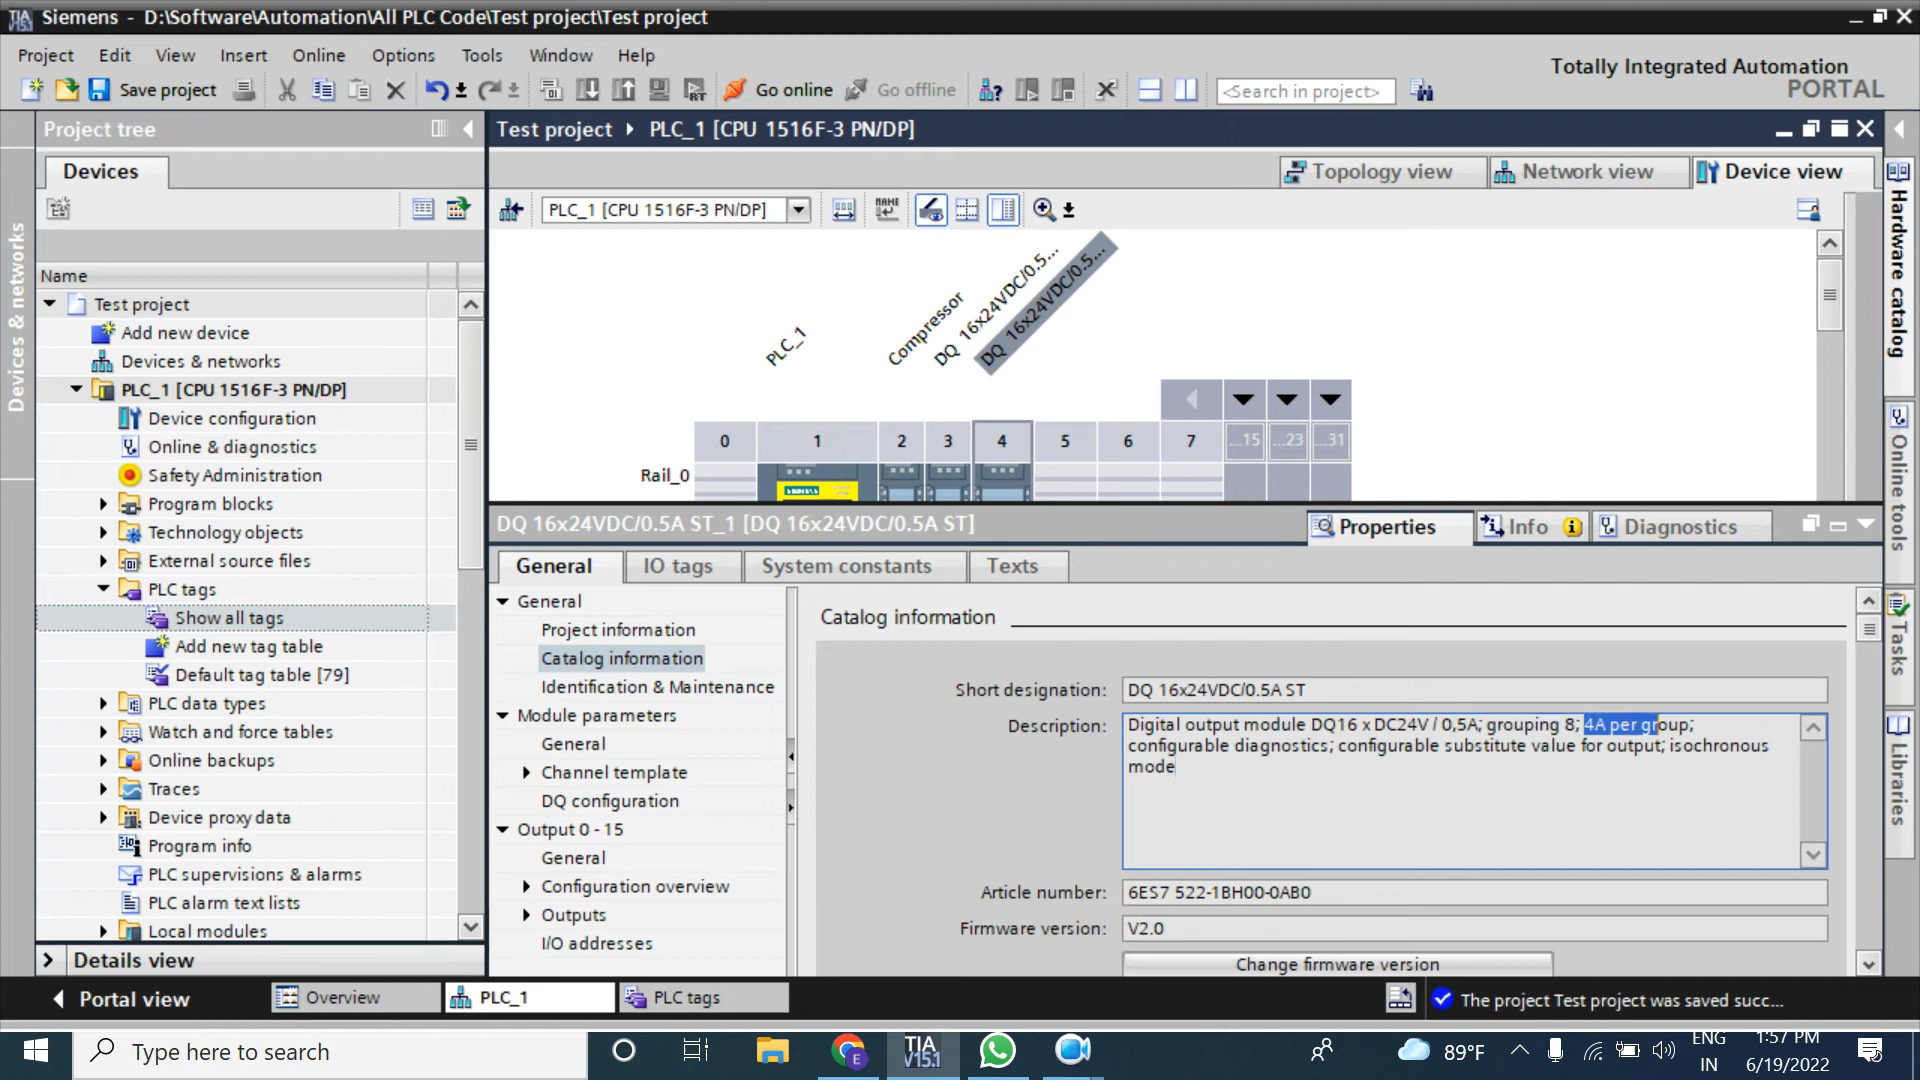 Siemens - D:\Software\Automation\All PLC Code\Test project\Test project
Project Edit View Insert Online Options Tools Window Help
Totally Integrated Automation
PORTAL
Save project Go online Go offline <Search in project>
Project tree
Test project PLC_1 [CPU 1516F-3 PN/DP]
Devices
Topology view Network view Device view
PLC_1 [CPU 1516F-3 PN/DP]
Devices & networks
Name
Test project
Add new device
Devices & networks
PLC_1 [CPU 1516F-3 PN/DP]
Device configuration
Online & diagnostics
Safety Administration
Program blocks
Technology objects
External source files
PLC tags
Show all tags
Add new tag table
Default tag table [79]
PLC data types
Watch and force tables
Online backups
Traces
Device proxy data
Program info
PLC supervisions & alarms
PLC alarm text lists
Local modules
Details view
PLC_1
Compressor
DQ 16x24VDC/0.5...
DQ 16x24VDC/0.5...
0 1 2 3 4 5 6 7 ...15 ...23 ...31
Rail_0
SIEMENS
DQ 16x24VDC/0.5A ST_1 [DQ 16x24VDC/0.5A ST]
Properties Info Diagnostics
General IO tags System constants Texts
General
Project information
Catalog information
Identification & Maintenance
Module parameters
General
Channel template
DQ configuration
Output 0 - 15
General
Configuration overview
Outputs
I/O addresses
Catalog information
Short designation: DQ 16x24VDC/0.5A ST
Description: Digital output module DQ16 x DC24V / 0,5A; grouping 8; 4A per group;
configurable diagnostics; configurable substitute value for output; isochronous
mode
Article number: 6ES7 522-1BH00-0AB0
Firmware version: V2.0
Change firmware version
Hardware catalog
Online tools
Tasks
Libraries
Portal view Overview PLC_1 PLC tags
The project Test project was saved succ...
Type here to search
TIA
V15.1
E
89°F
ENG
IN
1:57 PM
6/19/2022